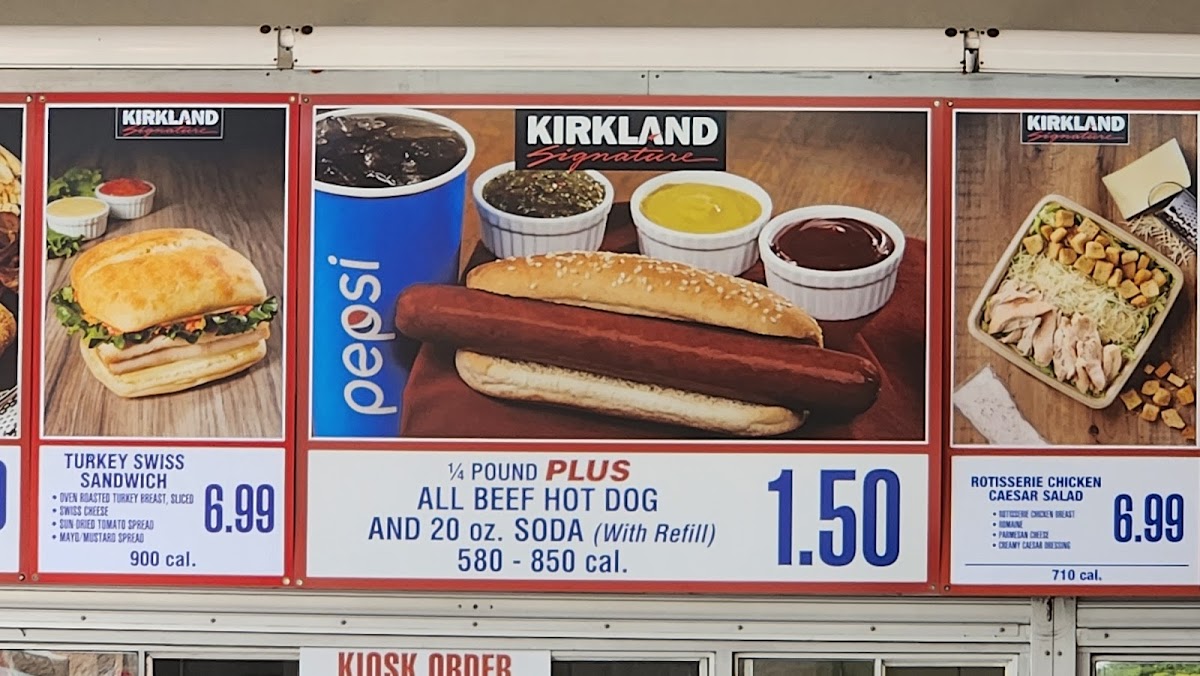 KIRKLAND
Signature
TURKEY SWISS
SANDWICH
• OVEN ROASTED TURKEY BREAST, SLICED
• SWISS CHEESE
• SUN DRIED TOMATO SPREAD
• MAYO/MUSTARD SPREAD
6.99
900 cal.
KIRKLAND
Signature
pepsi
¼ POUND PLUS
ALL BEEF HOT DOG
AND 20 oz. SODA (With Refill)
580 - 850 cal.
1.50
KIRKLAND
Signature
ROTISSERIE CHICKEN
CAESAR SALAD
• ROTISSERIE CHICKEN BREAST
• ROMAINE
• PARMESAN CHEESE
• CREAMY CAESAR DRESSING
6.99
710 cal.
KIOSK ORDER